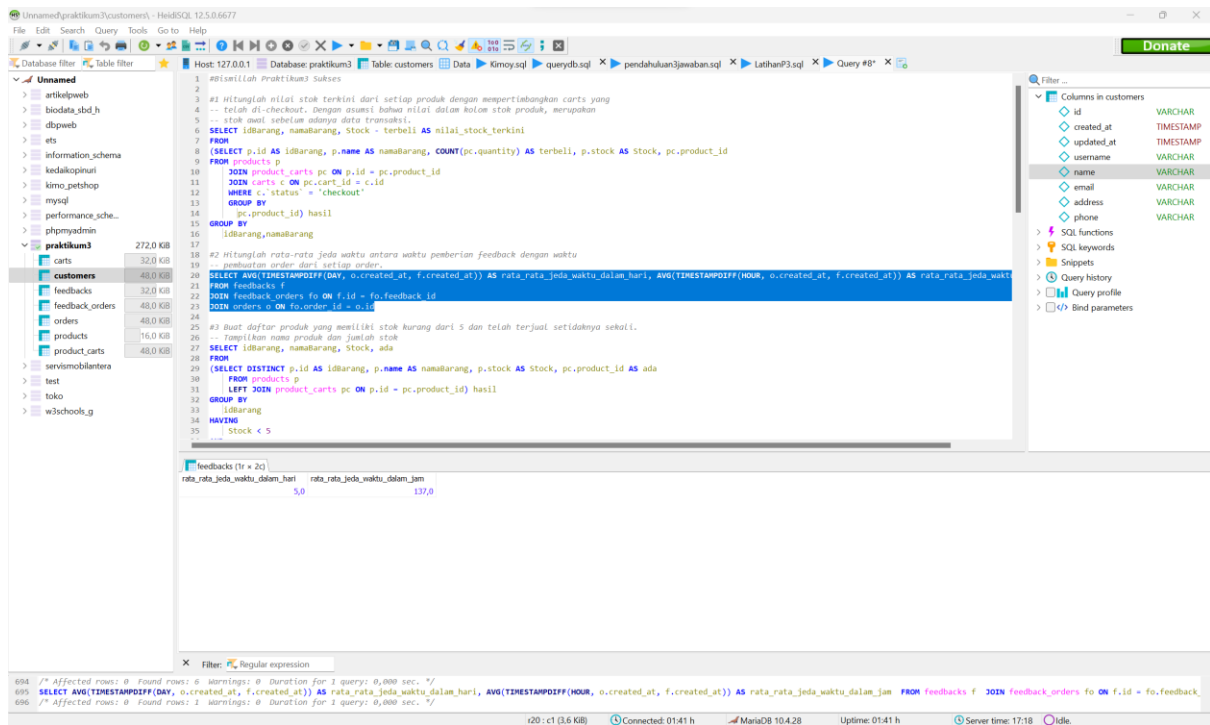 Unnamed\praktikum3\customers\ - HeidiSQL 12.5.0.6677
File Edit Search Query Tools Go to Help
Donate
Database filter Table filter
Host: 127.0.0.1 Database: praktikum3 Table: customers Data Kimoy.sql querydb.sql pendahuluan3jawaban.sql LatihanP3.sql Query #8*
Unnamed
artikelpweb
biodata_sbd_h
dbpweb
ets
information_schema
kedaikopinuri
kimo_petshop
mysql
performance_sche...
phpmyadmin
praktikum3 272,0 KiB
carts 32,0 KiB
customers 48,0 KiB
feedbacks 32,0 KiB
feedback_orders 48,0 KiB
orders 48,0 KiB
products 16,0 KiB
product_carts 48,0 KiB
servismobilantera
test
toko
w3schools_g
1 #Bismillah Praktikum3 Sukses
2
3 #1 Hitunglah nilai stok terkini dari setiap produk dengan mempertimbangkan carts yang
4 -- telah di-checkout. Dengan asumsi bahwa nilai dalam kolom stok produk, merupakan
5 -- stok awal sebelum adanya data transaksi.
6 SELECT idBarang, namaBarang, Stock - terbeli AS nilai_stock_terkini
7 FROM
8 (SELECT p.id AS idBarang, p.name AS namaBarang, COUNT(pc.quantity) AS terbeli, p.stock AS Stock, pc.product_id
9 FROM products p
10 JOIN product_carts pc ON p.id = pc.product_id
11 JOIN carts c ON pc.cart_id = c.id
12 WHERE c.`status` = "checkout"
13 GROUP BY
14 pc.product_id) hasil
15 GROUP BY
16 idBarang,namaBarang
17
18 #2 Hitunglah rata-rata jeda waktu antara waktu pemberian feedback dengan waktu
19 -- pembuatan order dari setiap order.
20 SELECT AVG(TIMESTAMPDIFF(DAY, o.created_at, f.created_at)) AS rata_rata_jeda_waktu_dalam_hari, AVG(TIMESTAMPDIFF(HOUR, o.created_at, f.created_at)) AS rata_rata_jeda_wakt
21 FROM feedbacks f
22 JOIN feedback_orders fo ON f.id = fo.feedback_id
23 JOIN orders o ON fo.order_id = o.id
24
25 #3 Buat daftar produk yang memiliki stok kurang dari 5 dan telah terjual setidaknya sekali.
26 -- Tampilkan nama produk dan jumlah stok
27 SELECT idBarang, namaBarang, Stock, ada
28 FROM
29 (SELECT DISTINCT p.id AS idBarang, p.name AS namaBarang, p.stock AS Stock, pc.product_id AS ada
30 FROM products p
31 LEFT JOIN product_carts pc ON p.id = pc.product_id) hasil
32 GROUP BY
33 idBarang
34 HAVING
35 Stock < 5
Filter ...
Columns in customers
id VARCHAR
created_at TIMESTAMP
updated_at TIMESTAMP
username VARCHAR
name VARCHAR
email VARCHAR
address VARCHAR
phone VARCHAR
SQL functions
SQL keywords
Snippets
Query history
Query profile
Bind parameters
feedbacks (1r × 2c)
rata_rata_jeda_waktu_dalam_hari rata_rata_jeda_waktu_dalam_jam
5,0 137,0
Filter: Regular expression
694 /* Affected rows: 0 Found rows: 6 Warnings: 0 Duration for 1 query: 0,000 sec. */
695 SELECT AVG(TIMESTAMPDIFF(DAY, o.created_at, f.created_at)) AS rata_rata_jeda_waktu_dalam_hari, AVG(TIMESTAMPDIFF(HOUR, o.created_at, f.created_at)) AS rata_rata_jeda_waktu_dalam_jam FROM feedbacks f JOIN feedback_orders fo ON f.id = fo.feedback_
696 /* Affected rows: 0 Found rows: 1 Warnings: 0 Duration for 1 query: 0,000 sec. */
r20 : c1 (3,6 KiB) Connected: 01:41 h MariaDB 10.4.28 Uptime: 01:41 h Server time: 17:18 Idle.